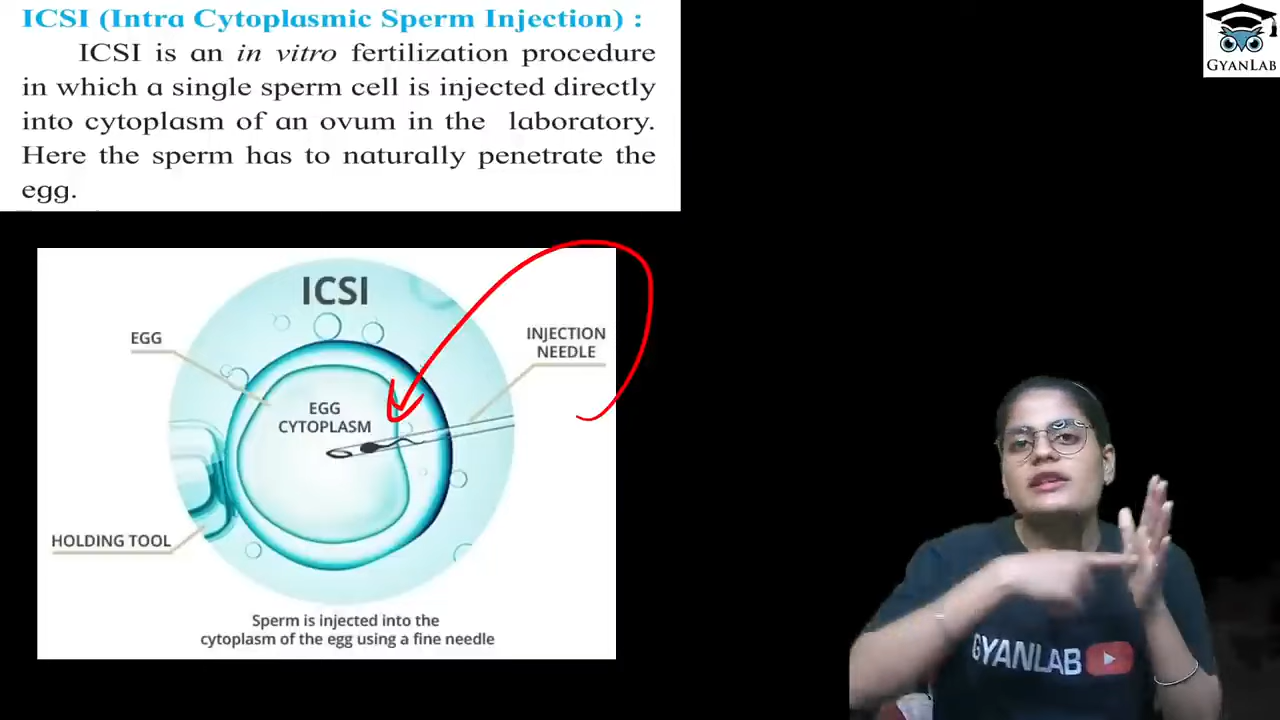 ICSI (Intra Cytoplasmic Sperm Injection) :
ICSI is an in vitro fertilization procedure
in which a single sperm cell is injected directly
into cytoplasm of an ovum in the laboratory.
Here the sperm has to naturally penetrate the
egg.
GYANLAB
ICSI
EGG
INJECTION
NEEDLE
EGG
CYTOPLASM
HOLDING TOOL
Sperm is injected into the
cytoplasm of the egg using a fine needle
GYANLAB